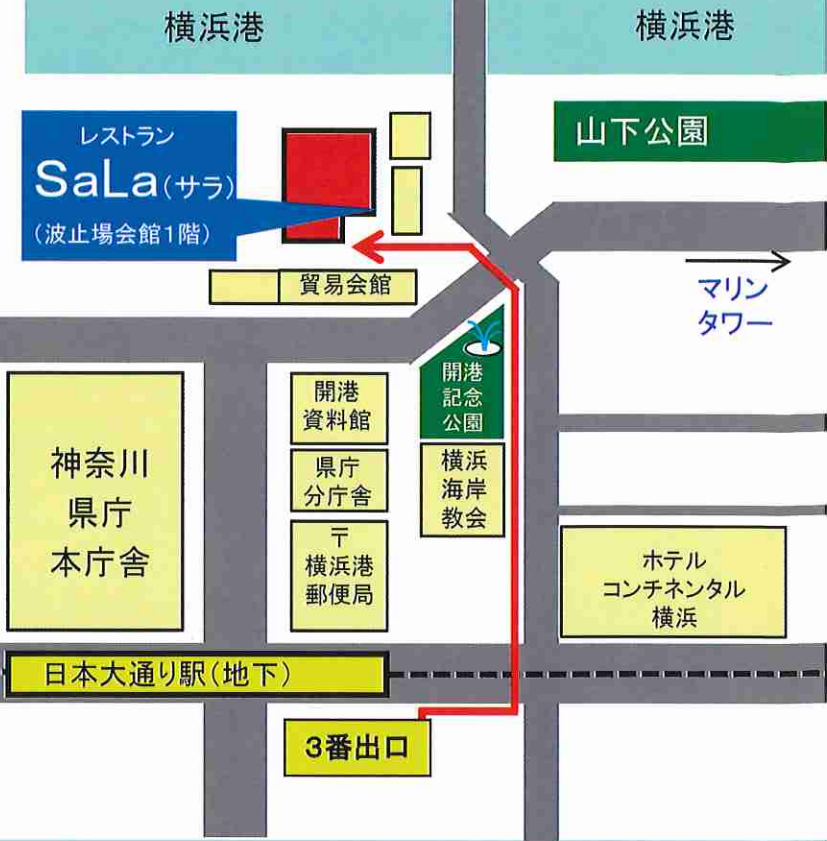 横浜港
横浜港
レストラン
SaLa(サラ)
(波止場会館1階)
山下公園
貿易会館
マリン
タワー
開港
記念
公園
神奈川
県庁
本庁舎
開港
資料館
県庁
分庁舎
〒
横浜港
郵便局
横浜
海岸
教会
ホテル
コンチネンタル
横浜
日本大通り駅(地下)
3番出口